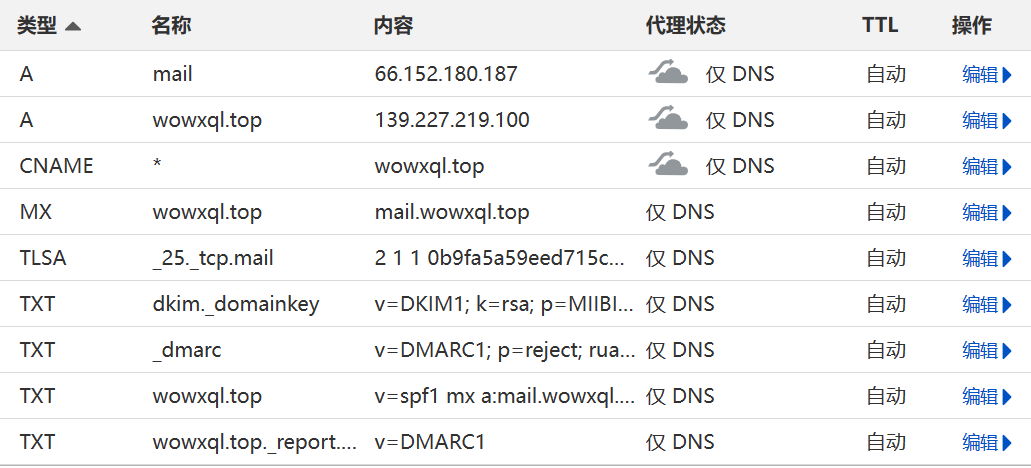 类型 名称 内容 代理状态 TTL 操作
A mail 66.152.180.187 仅 DNS 自动 编辑
A wowxql.top 139.227.219.100 仅 DNS 自动 编辑
CNAME * wowxql.top 仅 DNS 自动 编辑
MX wowxql.top mail.wowxql.top 仅 DNS 自动 编辑
TLSA _25._tcp.mail 2 1 1 0b9fa5a59eed715c... 仅 DNS 自动 编辑
TXT dkim._domainkey v=DKIM1; k=rsa; p=MIIBI... 仅 DNS 自动 编辑
TXT _dmarc v=DMARC1; p=reject; rua... 仅 DNS 自动 编辑
TXT wowxql.top v=spf1 mx a:mail.wowxql.... 仅 DNS 自动 编辑
TXT wowxql.top._report.... v=DMARC1 仅 DNS 自动 编辑